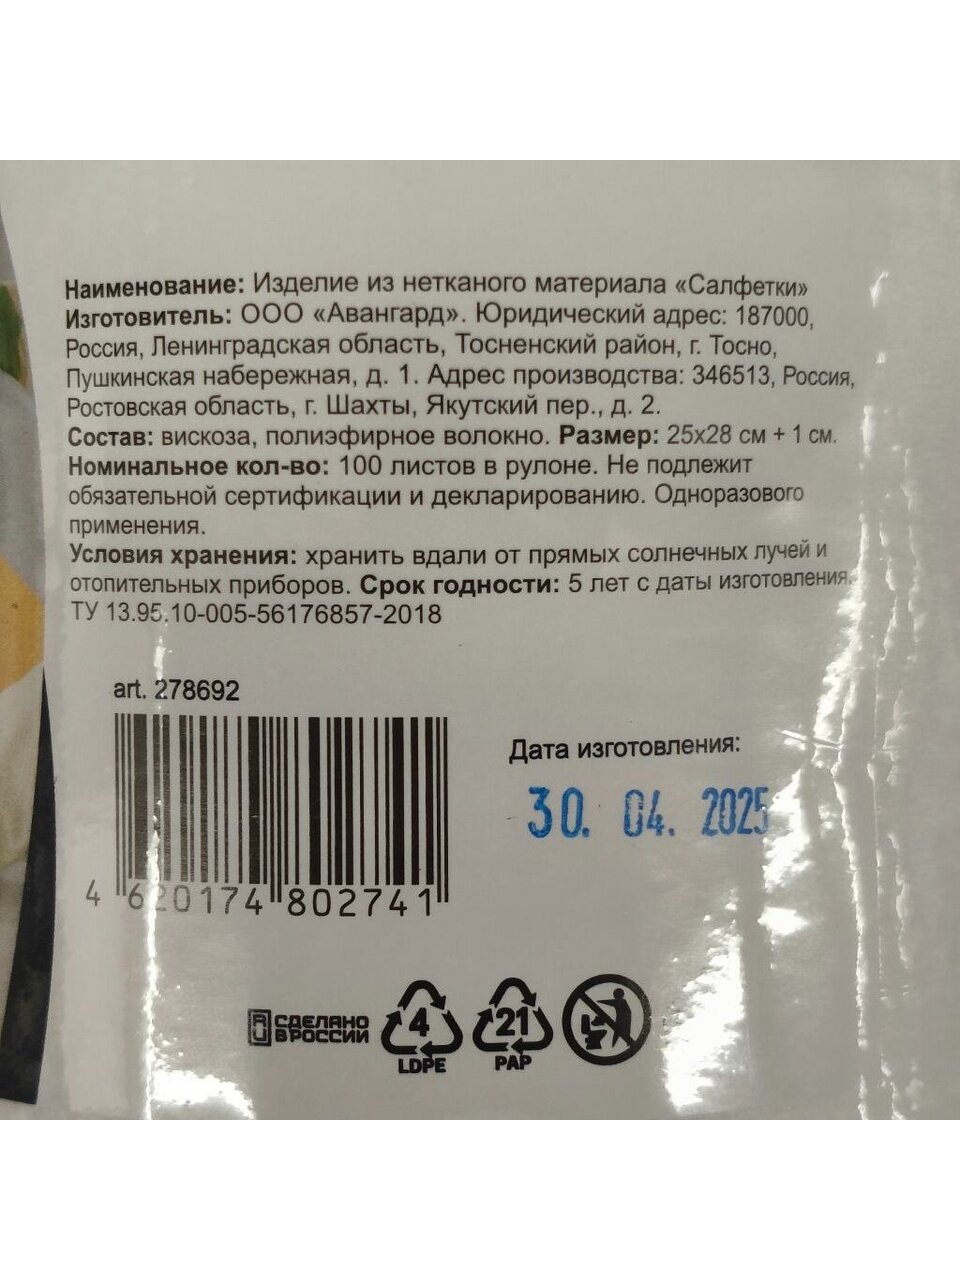 Наименование: Изделие из нетканого материала «Салфетки»
Изготовитель: ООО «Авангард». Юридический адрес: 187000,
Россия, Ленинградская область, Тосненский район, г. Тосно,
Пушкинская набережная, д. 1. Адрес производства: 346513, Россия,
Ростовская область, г. Шахты, Якутский пер., д. 2.
Состав: вискоза, полиэфирное волокно. Размер: 25х28 см + 1 см.
Номинальное кол-во: 100 листов в рулоне. Не подлежит
обязательной сертификации и декларированию. Одноразового
применения.
Условия хранения: хранить вдали от прямых солнечных лучей и
отопительных приборов. Срок годности: 5 лет с даты изготовления.
ТУ 13.95.10-005-56176857-2018
art. 278692
4 620174 802741
Дата изготовления:
30. 04. 2025
СДЕЛАНО
В РОССИИ
4
LDPE
21
PAP